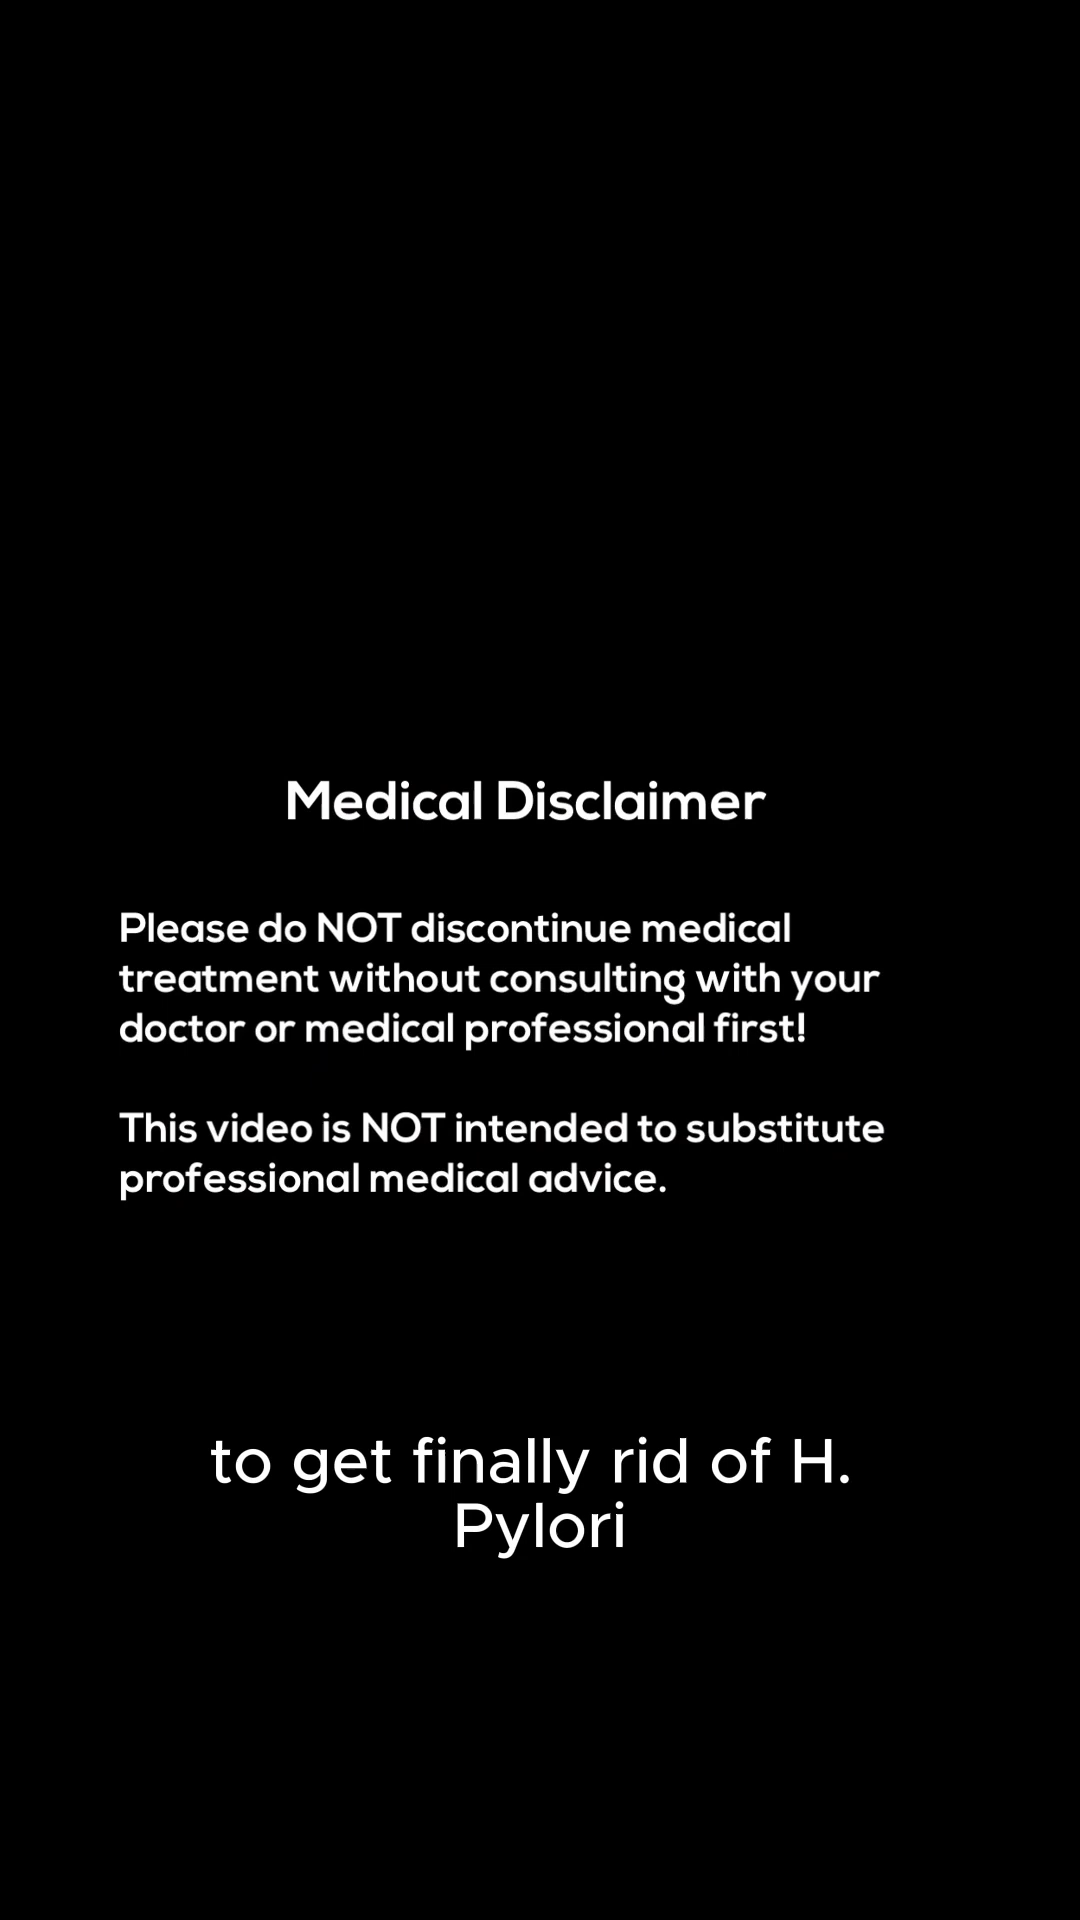 Medical Disclaimer
Please do NOT discontinue medical
treatment without consulting with your
doctor or medical professional first!
This video is NOT intended to substitute
professional medical advice.
to get finally rid of H.
Pylori